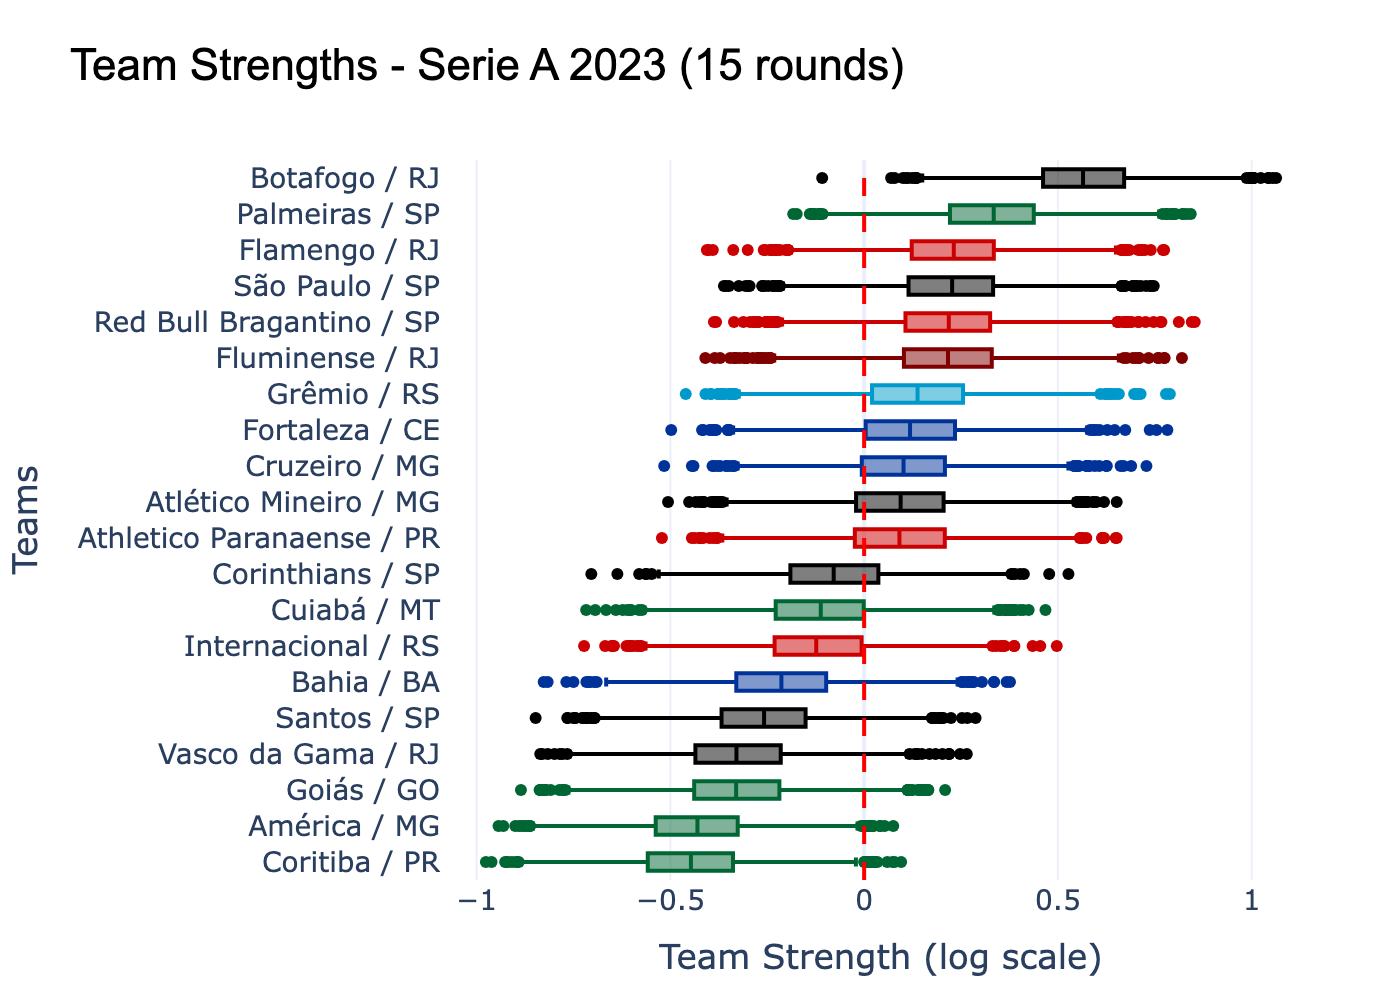 Team Strengths - Serie A 2023 (15 rounds)
Teams
Botafogo / RJ
Palmeiras / SP
Flamengo / RJ
São Paulo / SP
Red Bull Bragantino / SP
Fluminense / RJ
Grêmio / RS
Fortaleza / CE
Cruzeiro / MG
Atlético Mineiro / MG
Athletico Paranaense / PR
Corinthians / SP
Cuiabá / MT
Internacional / RS
Bahia / BA
Santos / SP
Vasco da Gama / RJ
Goiás / GO
América / MG
Coritiba / PR
−1 −0.5 0 0.5 1
Team Strength (log scale)